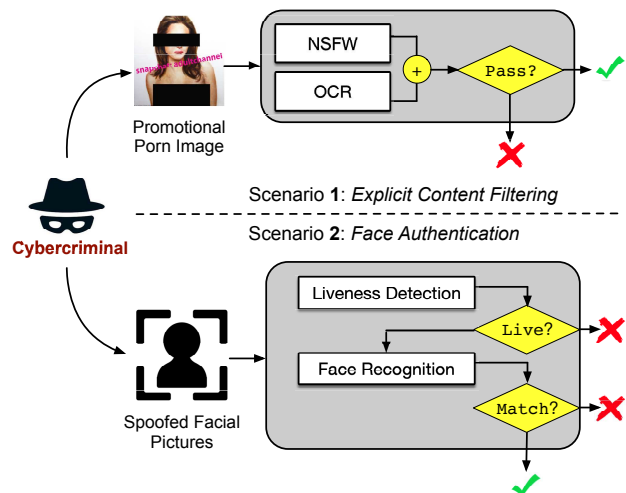 NSFW
OCR
+
Pass?
Promotional
Porn Image
Scenario 1: Explicit Content Filtering
Cybercriminal
Scenario 2: Face Authentication
Liveness Detection
Live?
Face Recognition
Match?
Spoofed Facial
Pictures